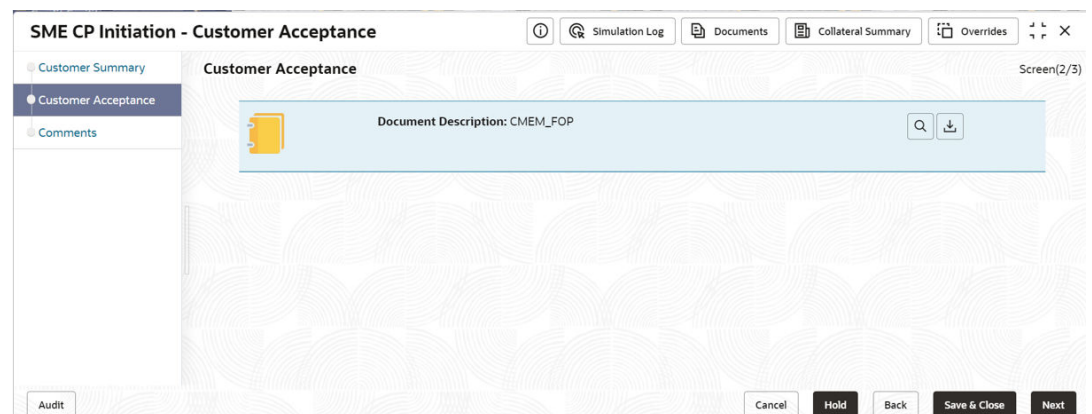 SME CP Initiation - Customer Acceptance
Simulation Log
Documents
Collateral Summary
Overrides
Customer Summary
Customer Acceptance
Comments
Customer Acceptance
Screen(2/3)
Document Description: CMEM_FOP
Audit
Cancel
Hold
Back
Save & Close
Next